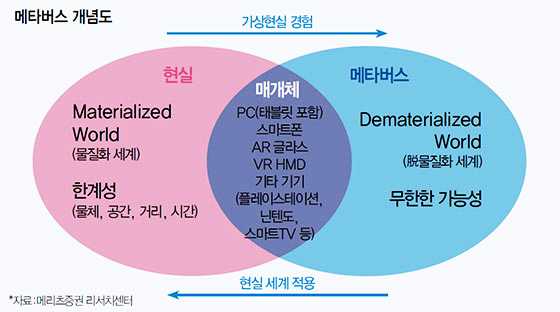 메타버스 개념도
가상현실 경험
현실
매개체
메타버스
Materialized
World
(물질화 세계)
한계성
(물체, 공간, 거리, 시간)
PC(태블릿 포함)
스마트폰
AR 글라스
VR HMD
기타 기기
(플레이스테이션,
닌텐도,
스마트TV 등)
Dematerialized
World
(脫물질화 세계)
무한한 가능성
현실 세계 적용
*자료:메리츠증권 리서치센터